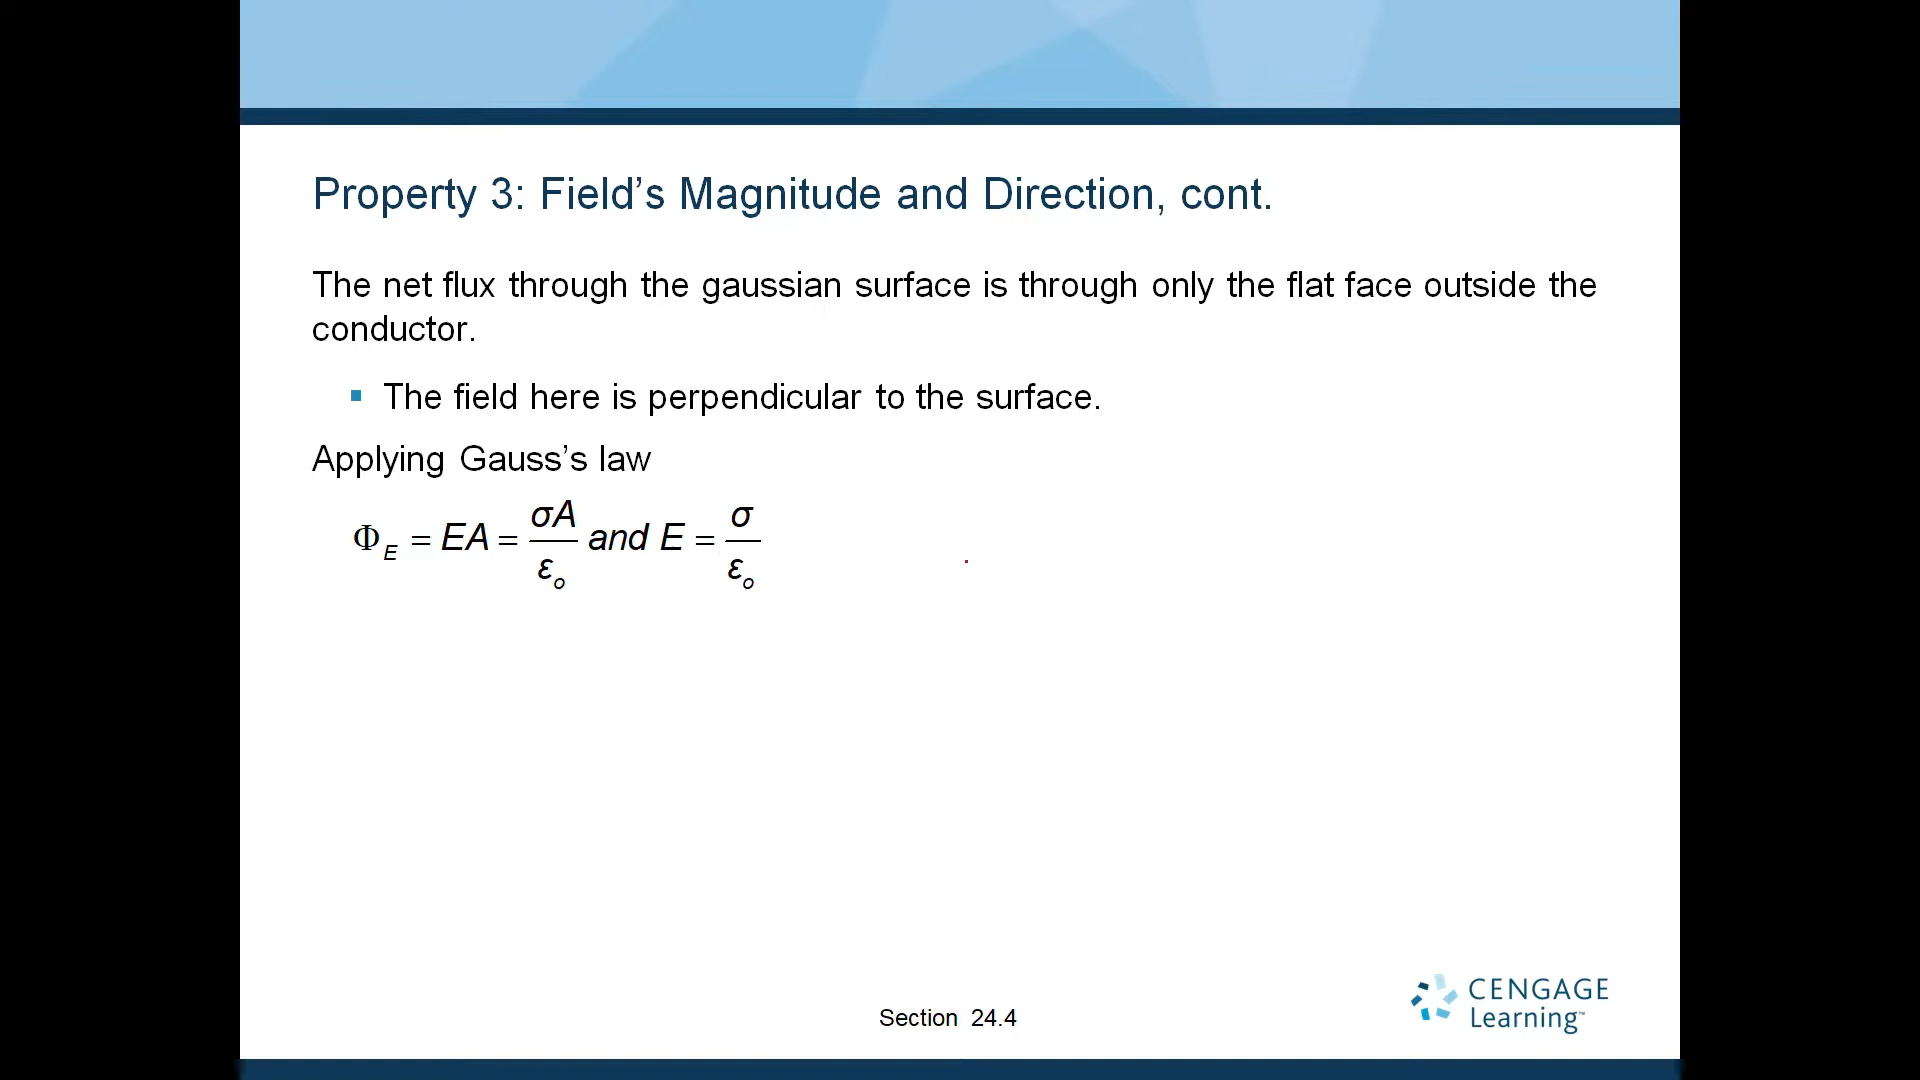 Property 3: Field’s Magnitude and Direction, cont.
The net flux through the gaussian surface is through only the flat face outside the
conductor.
▪ The field here is perpendicular to the surface.
Applying Gauss’s law
Φ_E = EA = σA/ε_o and E = σ/ε_o
Section 24.4
CENGAGE
Learning™